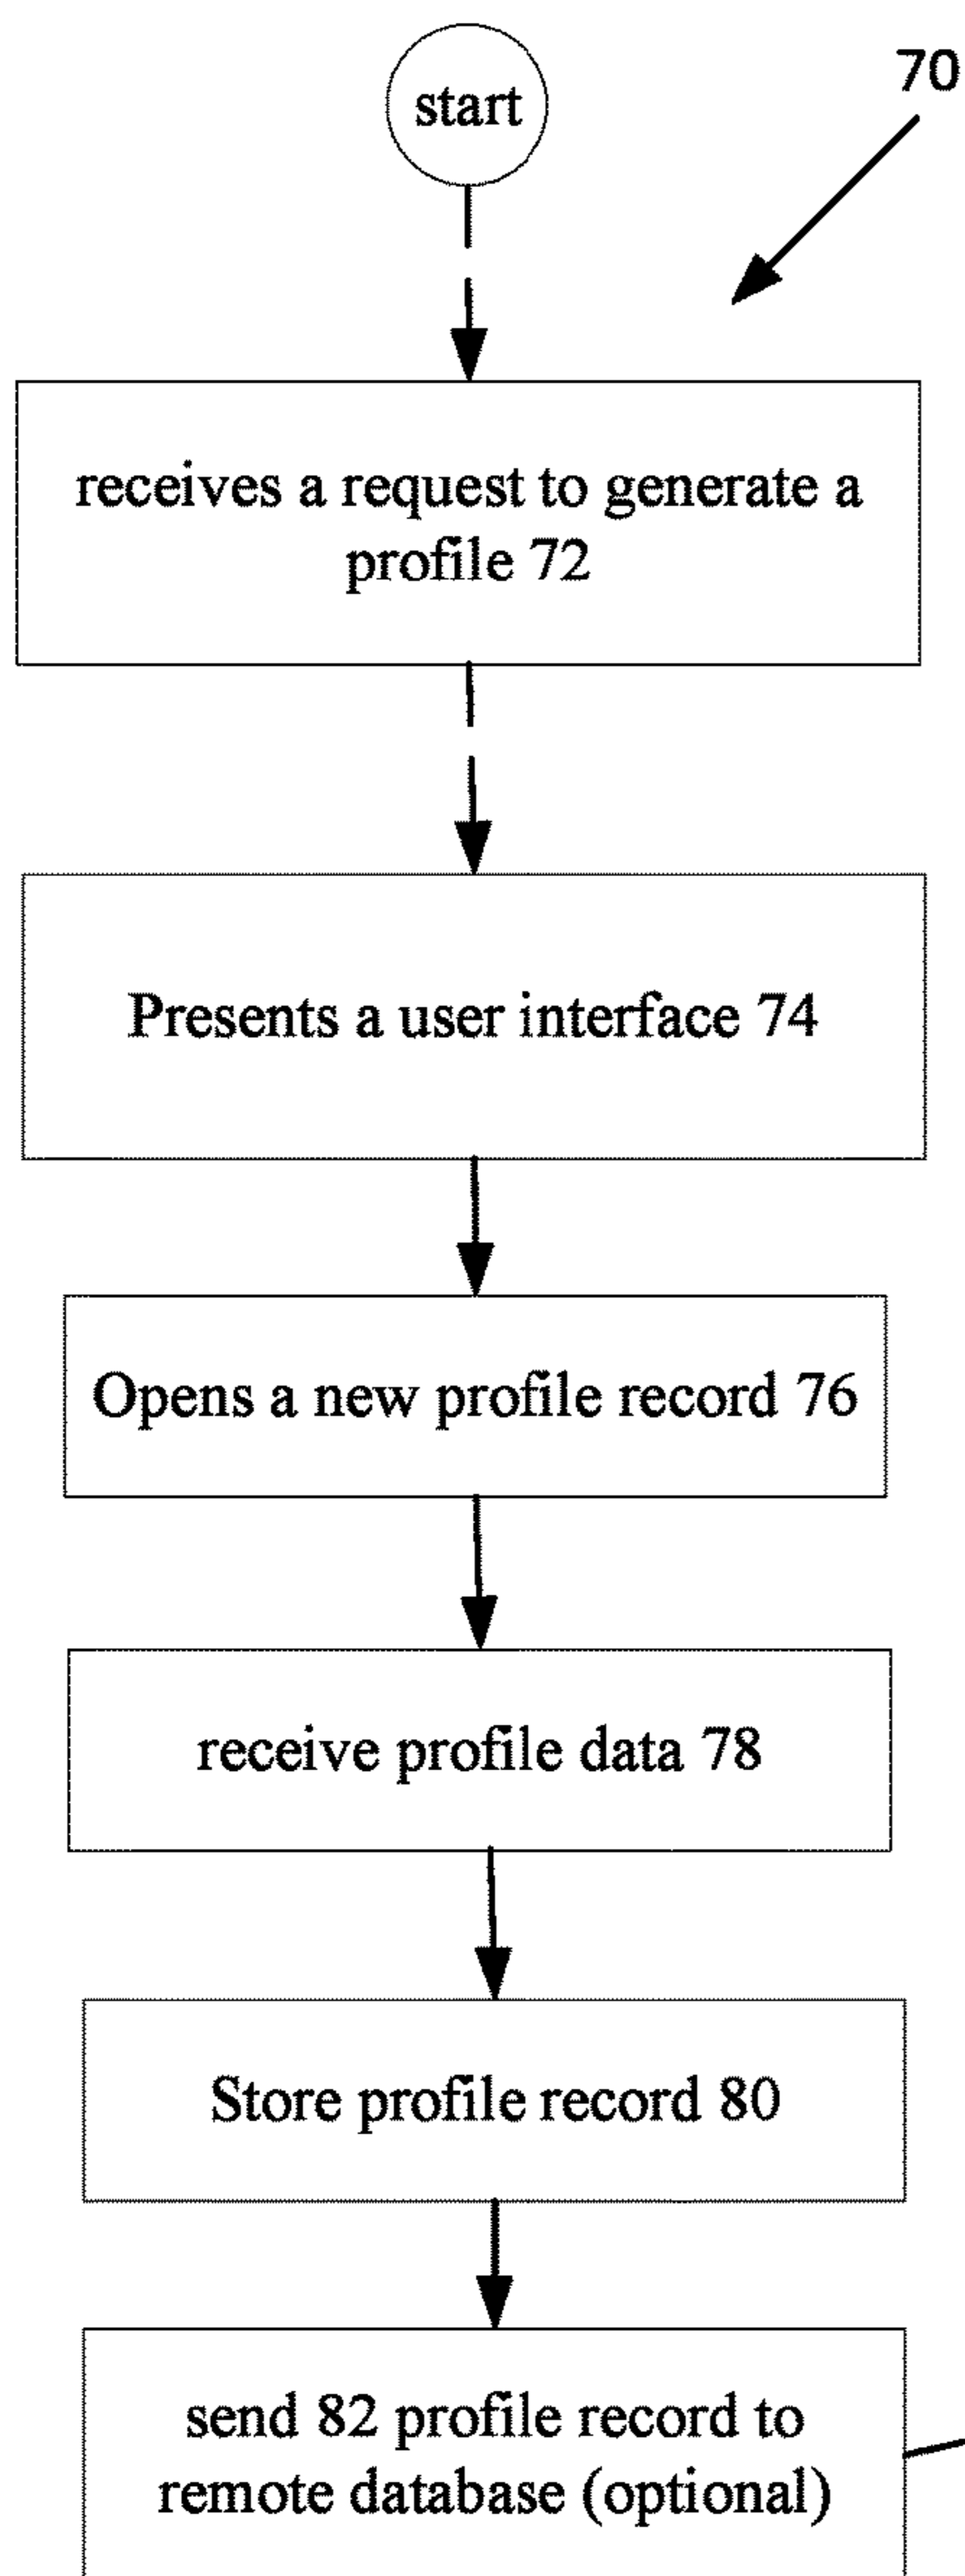 start
70
receives a request to generate a
profile 72
Presents a user interface 74
Opens a new profile record 76
receive profile data 78
Store profile record 80
send 82 profile record to
remote database (optional)